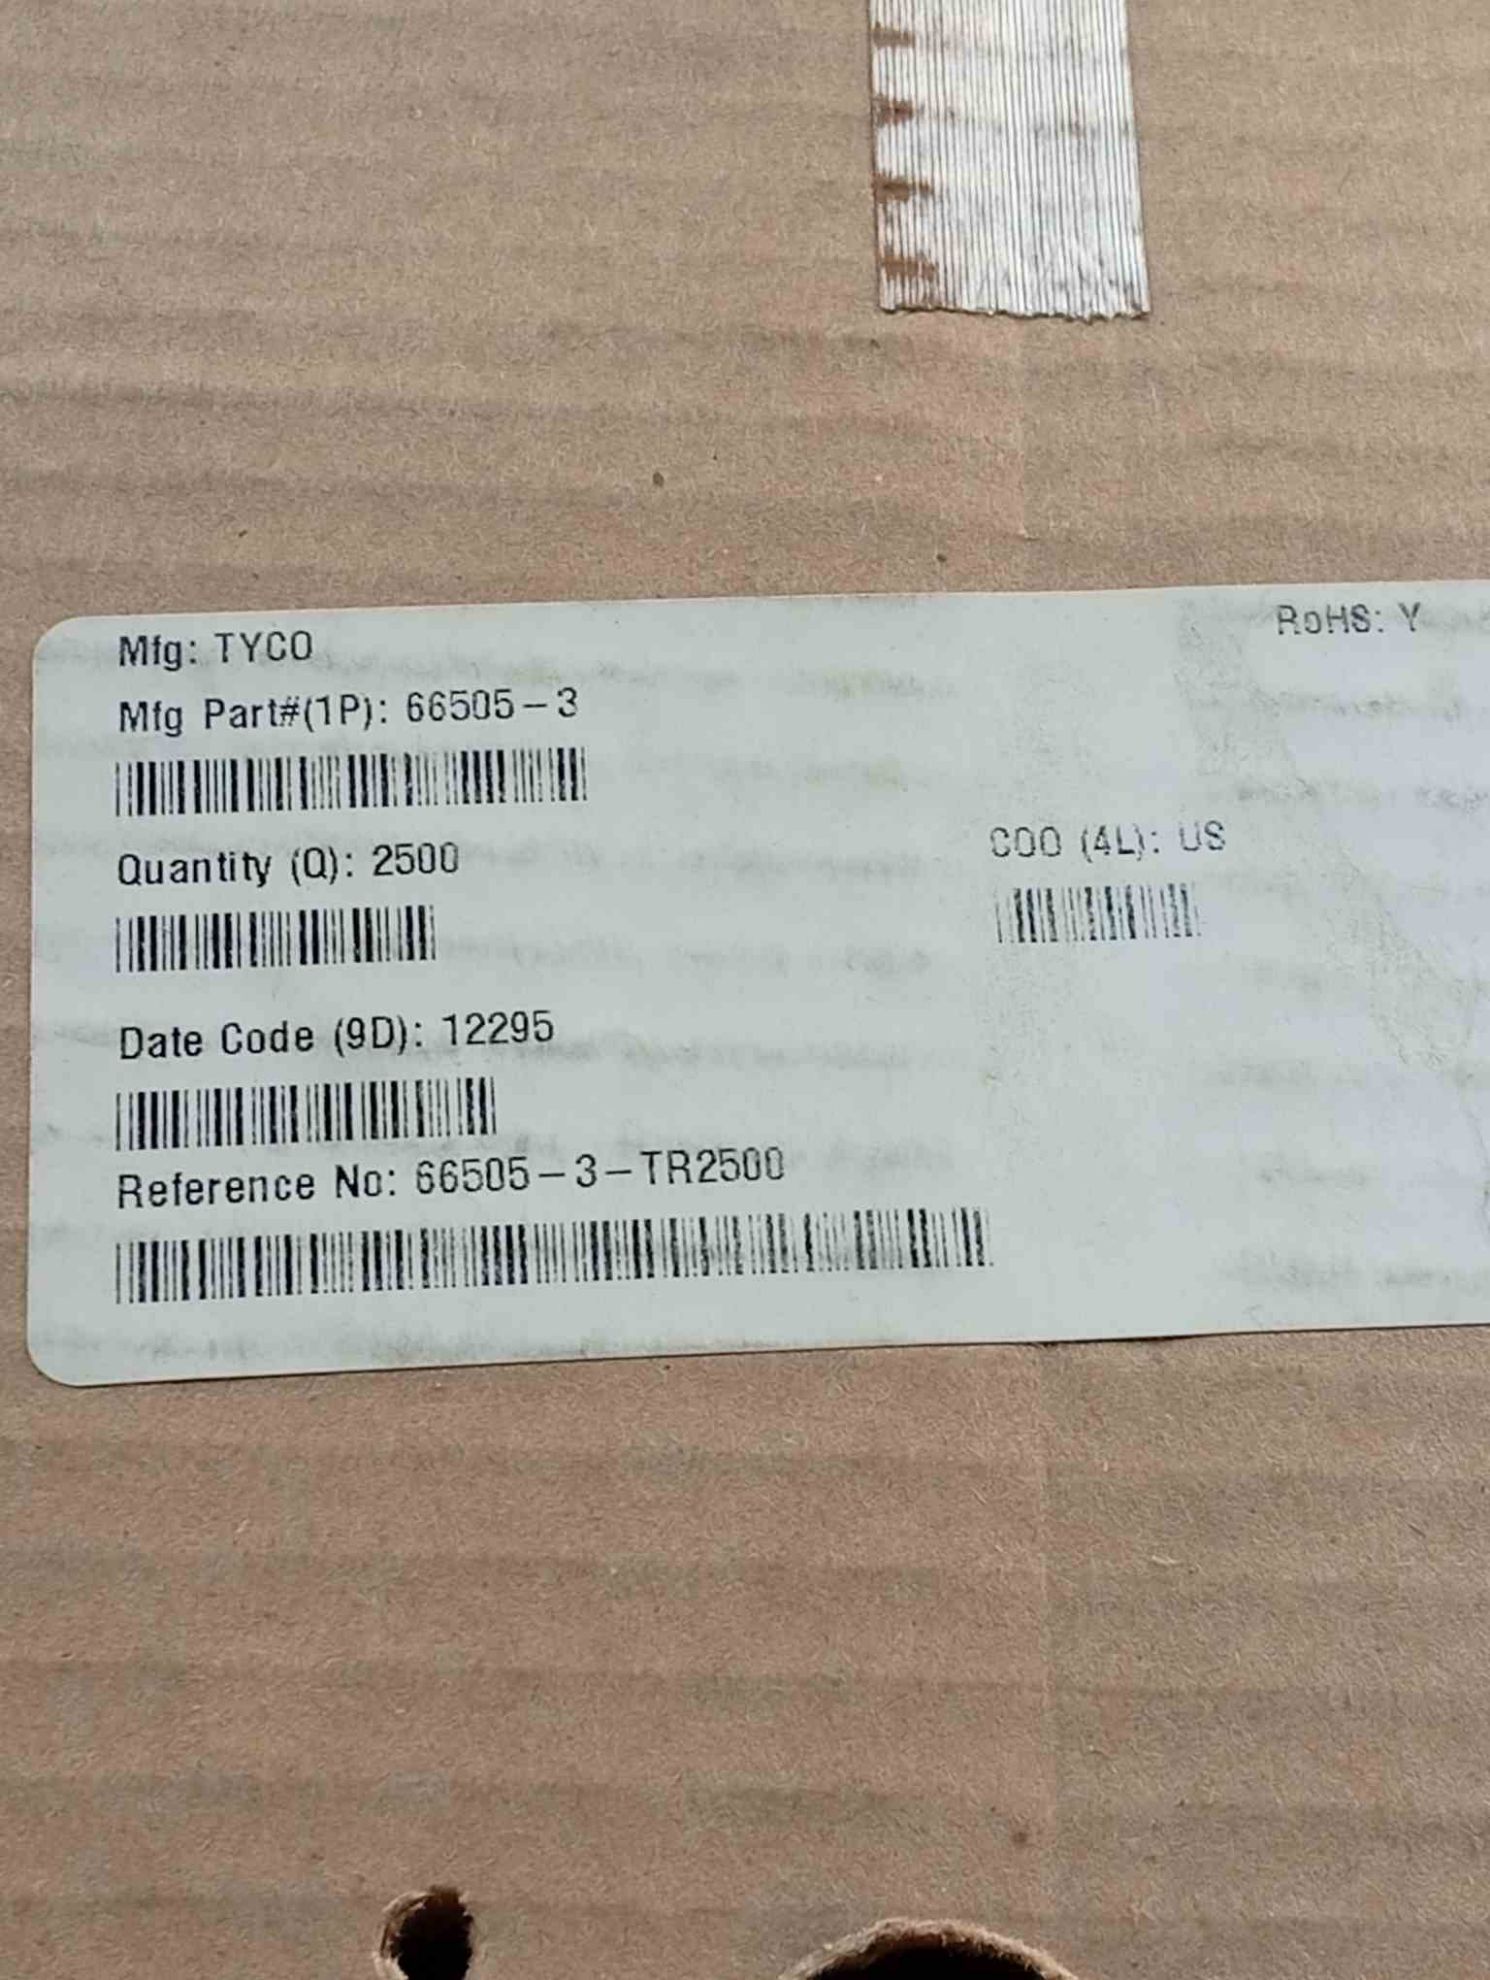 Mfg: TYCO
RoHS: Y
Mfg Part#(1P): 66505-3
Quantity (Q): 2500
COO (4L): US
Date Code (9D): 12295
Reference No: 66505-3-TR2500